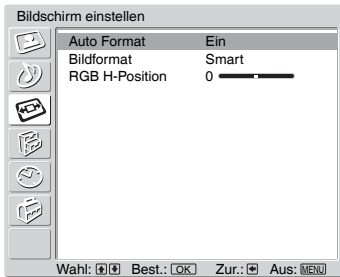 Bildschirm einstellen
Auto Format Ein
Bildformat Smart
RGB H-Position 0
Wahl: Best.: OK Zur.: Aus: MENU